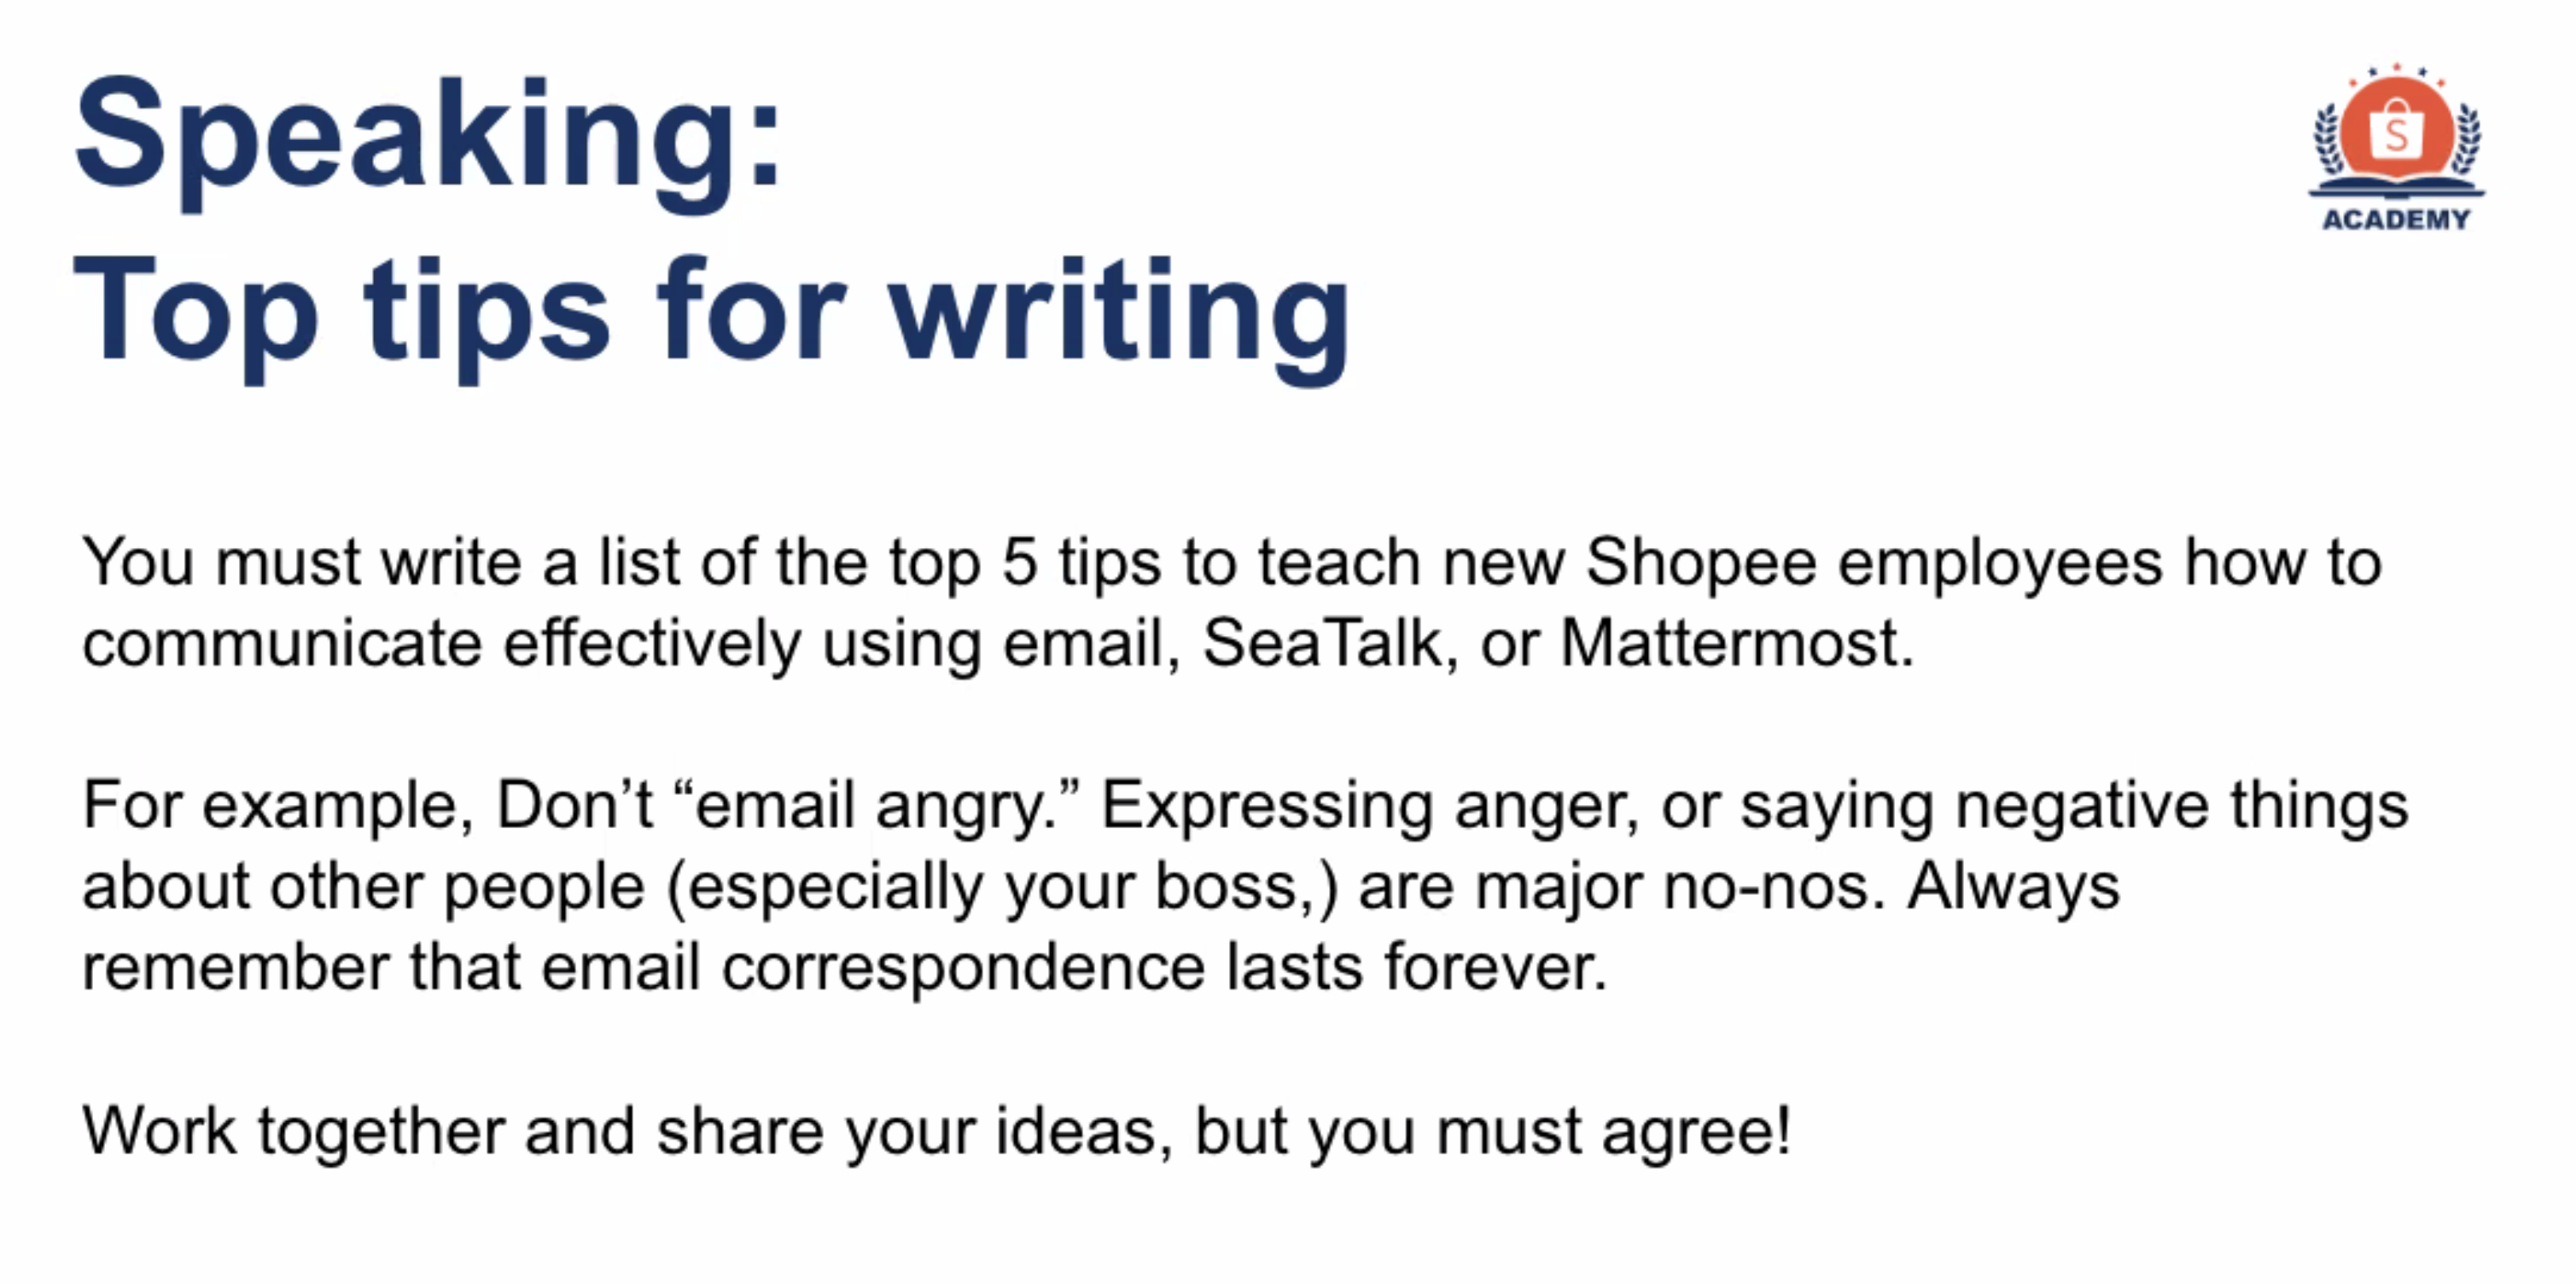 Speaking:
Top tips for writing
S
ACADEMY
You must write a list of the top 5 tips to teach new Shopee employees how to
communicate effectively using email, SeaTalk, or Mattermost.
For example, Don’t “email angry.” Expressing anger, or saying negative things
about other people (especially your boss,) are major no-nos. Always
remember that email correspondence lasts forever.
Work together and share your ideas, but you must agree!